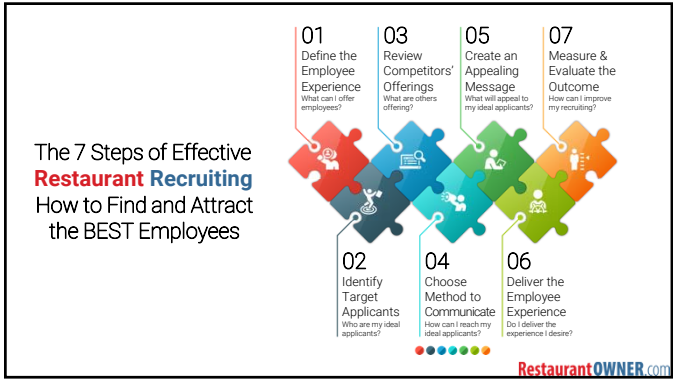 The 7 Steps of Effective
Restaurant Recruiting
How to Find and Attract
the BEST Employees
01
Define the
Employee
Experience
What can I offer
employees?
02
Identify
Target
Applicants
Who are my ideal
applicants?
03
Review
Competitors'
Offerings
What are others
offering?
04
Choose
Method to
Communicate
How can I reach my
ideal applicants?
05
Create an
Appealing
Message
What will appeal to
my ideal applicants?
06
Deliver the
Employee
Experience
Do I deliver the
experience I desire?
07
Measure &
Evaluate the
Outcome
How can I improve
my recruiting?
RestaurantOWNER.com